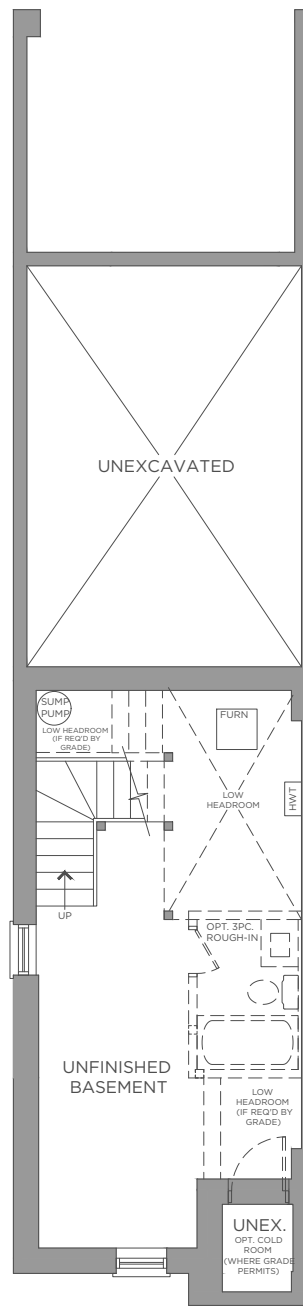 UNEXCAVATED
SUMP
PUMP
LOW HEADROOM
(IF REQ'D BY
GRADE)
FURN
LOW
HEADROOM
HWT
UP
OPT. 3PC.
ROUGH-IN
UNFINISHED
BASEMENT
LOW
HEADROOM
(IF REQ'D BY
GRADE)
UNEX.
OPT. COLD
ROOM
(WHERE GRADE
PERMITS)